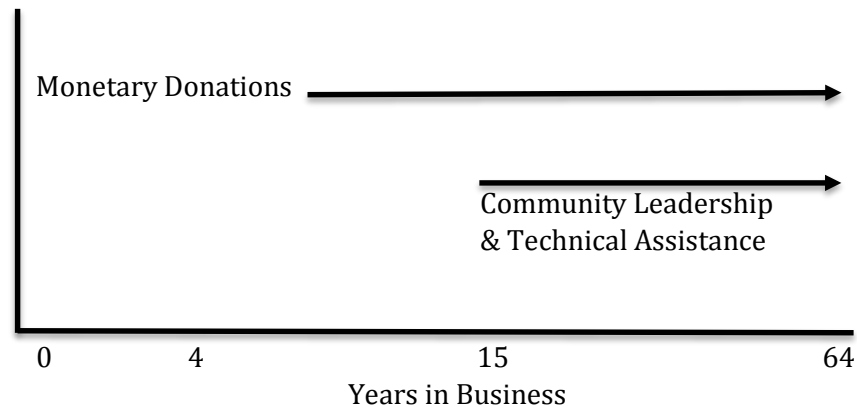 Monetary Donations
Community Leadership
& Technical Assistance
0 4 15 64
Years in Business